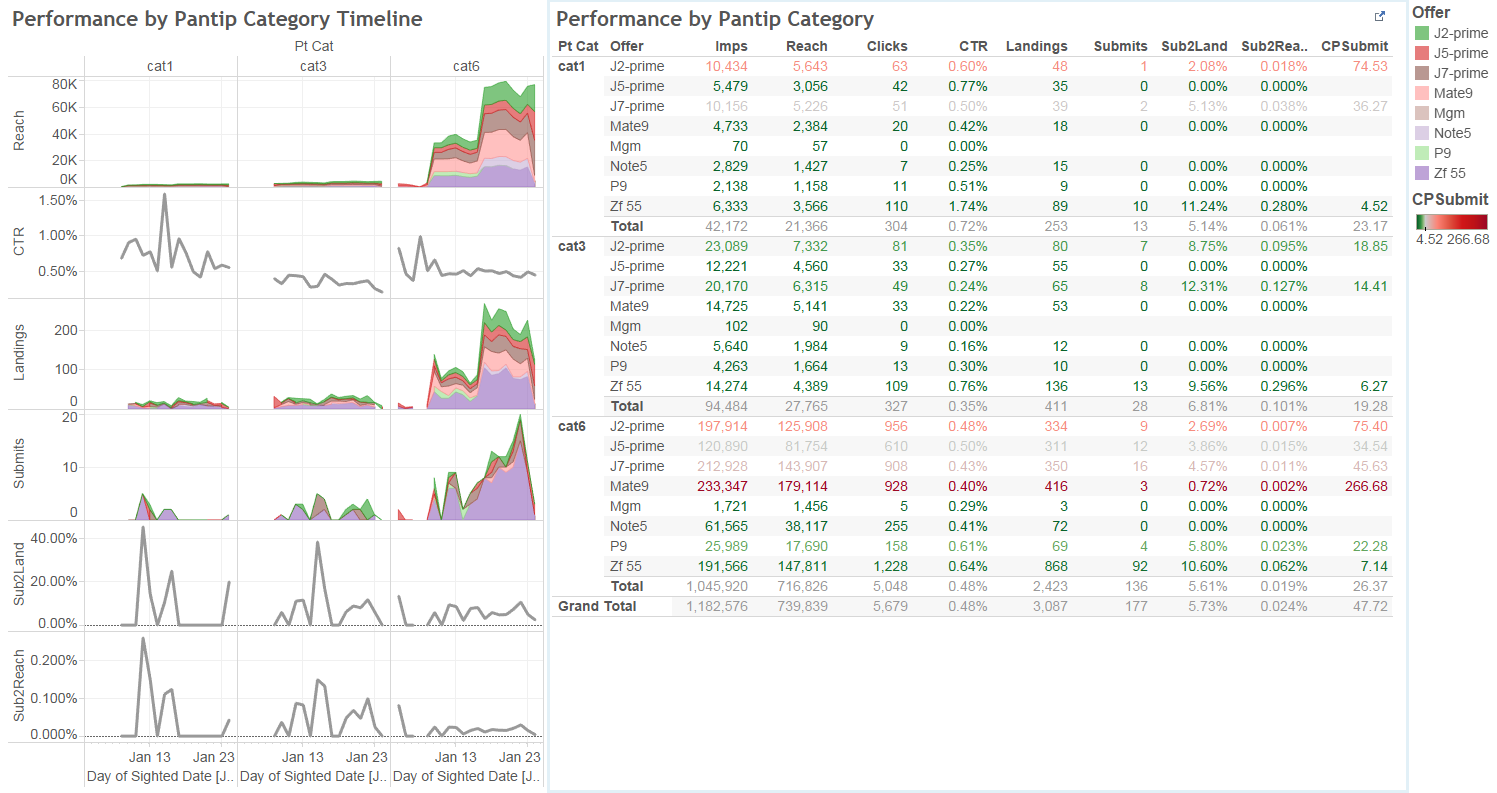 Performance by Pantip Category Timeline
Pt Cat
cat1 cat3 cat6
Reach
80K
60K
40K
20K
0K
CTR
1.50%
1.00%
0.50%
Landings
200
100
0
Submits
20
10
0
Sub2Land
40.00%
20.00%
0.00%
Sub2Reach
0.200%
0.100%
0.000%
Jan 13 Jan 23 Jan 13 Jan 23 Jan 13 Jan 23
Day of Sighted Date [J.. Day of Sighted Date [J.. Day of Sighted Date [J..
Performance by Pantip Category
Pt Cat Offer Imps Reach Clicks CTR Landings Submits Sub2Land Sub2Rea.. CPSubmit
cat1 J2-prime 10,434 5,643 63 0.60% 48 1 2.08% 0.018% 74.53
J5-prime 5,479 3,056 42 0.77% 35 0 0.00% 0.000%
J7-prime 10,156 5,226 51 0.50% 39 2 5.13% 0.038% 36.27
Mate9 4,733 2,384 20 0.42% 18 0 0.00% 0.000%
Mgm 70 57 0 0.00%
Note5 2,829 1,427 7 0.25% 15 0 0.00% 0.000%
P9 2,138 1,158 11 0.51% 9 0 0.00% 0.000%
Zf 55 6,333 3,566 110 1.74% 89 10 11.24% 0.280% 4.52
Total 42,172 21,366 304 0.72% 253 13 5.14% 0.061% 23.17
cat3 J2-prime 23,089 7,332 81 0.35% 80 7 8.75% 0.095% 18.85
J5-prime 12,221 4,560 33 0.27% 55 0 0.00% 0.000%
J7-prime 20,170 6,315 49 0.24% 65 8 12.31% 0.127% 14.41
Mate9 14,725 5,141 33 0.22% 53 0 0.00% 0.000%
Mgm 102 90 0 0.00%
Note5 5,640 1,984 9 0.16% 12 0 0.00% 0.000%
P9 4,263 1,664 13 0.30% 10 0 0.00% 0.000%
Zf 55 14,274 4,389 109 0.76% 136 13 9.56% 0.296% 6.27
Total 94,484 27,765 327 0.35% 411 28 6.81% 0.101% 19.28
cat6 J2-prime 197,914 125,908 956 0.48% 334 9 2.69% 0.007% 75.40
J5-prime 120,890 81,754 610 0.50% 311 12 3.86% 0.015% 34.54
J7-prime 212,928 143,907 908 0.43% 350 16 4.57% 0.011% 45.63
Mate9 233,347 179,114 928 0.40% 416 3 0.72% 0.002% 266.68
Mgm 1,721 1,456 5 0.29% 3 0 0.00% 0.000%
Note5 61,565 38,117 255 0.41% 72 0 0.00% 0.000%
P9 25,989 17,690 158 0.61% 69 4 5.80% 0.023% 22.28
Zf 55 191,566 147,811 1,228 0.64% 868 92 10.60% 0.062% 7.14
Total 1,045,920 716,826 5,048 0.48% 2,423 136 5.61% 0.019% 26.37
Grand Total 1,182,576 739,839 5,679 0.48% 3,087 177 5.73% 0.024% 47.72
Offer
J2-prime
J5-prime
J7-prime
Mate9
Mgm
Note5
P9
Zf 55
CPSubmit
4.52 266.68